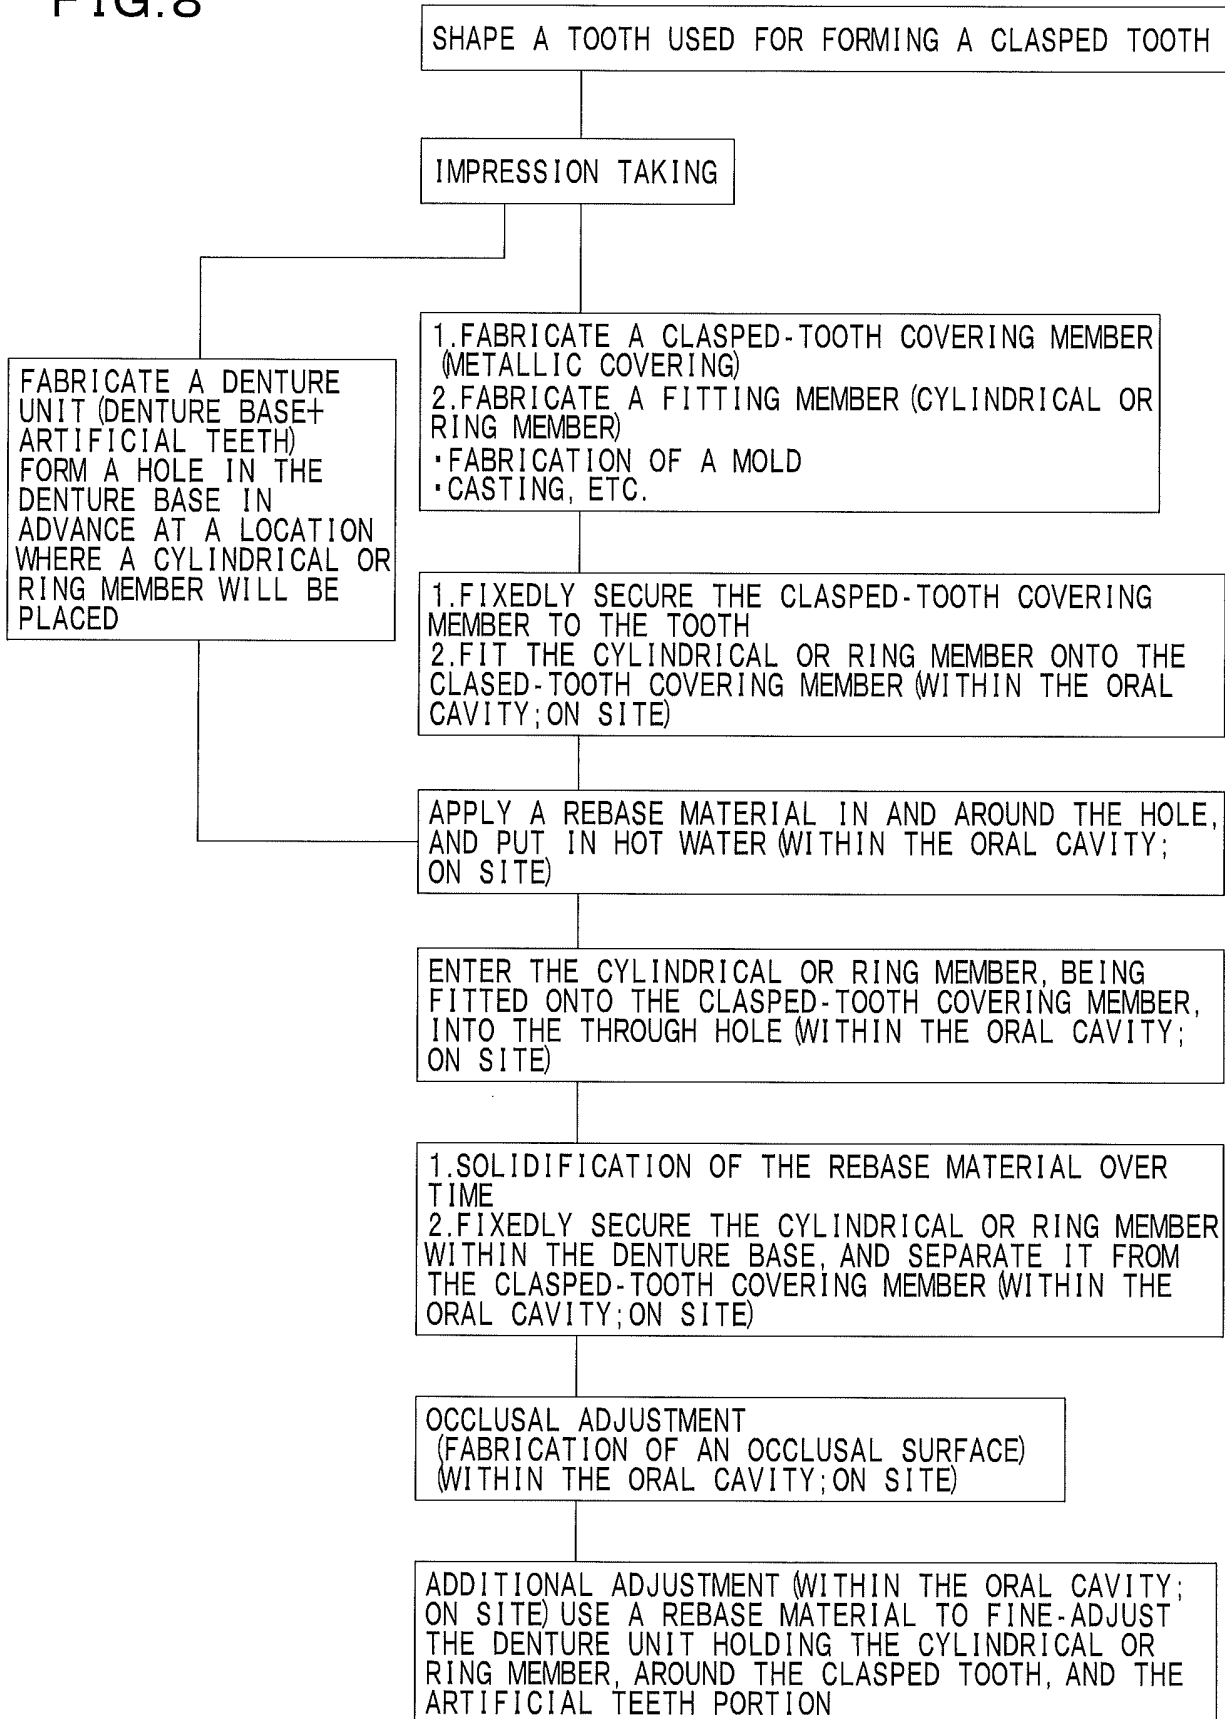 FIG.8
SHAPE A TOOTH USED FOR FORMING A CLASPED TOOTH
IMPRESSION TAKING
FABRICATE A DENTURE
UNIT (DENTURE BASE+
ARTIFICIAL TEETH)
FORM A HOLE IN THE
DENTURE BASE IN
ADVANCE AT A LOCATION
WHERE A CYLINDRICAL OR
RING MEMBER WILL BE
PLACED
1.FABRICATE A CLASPED-TOOTH COVERING MEMBER
(METALLIC COVERING)
2.FABRICATE A FITTING MEMBER (CYLINDRICAL OR
RING MEMBER)
・FABRICATION OF A MOLD
・CASTING, ETC.
1.FIXEDLY SECURE THE CLASPED-TOOTH COVERING
MEMBER TO THE TOOTH
2.FIT THE CYLINDRICAL OR RING MEMBER ONTO THE
CLASED-TOOTH COVERING MEMBER (WITHIN THE ORAL
CAVITY;ON SITE)
APPLY A REBASE MATERIAL IN AND AROUND THE HOLE,
AND PUT IN HOT WATER (WITHIN THE ORAL CAVITY;
ON SITE)
ENTER THE CYLINDRICAL OR RING MEMBER, BEING
FITTED ONTO THE CLASPED-TOOTH COVERING MEMBER,
INTO THE THROUGH HOLE (WITHIN THE ORAL CAVITY;
ON SITE)
1.SOLIDIFICATION OF THE REBASE MATERIAL OVER
TIME
2.FIXEDLY SECURE THE CYLINDRICAL OR RING MEMBER
WITHIN THE DENTURE BASE, AND SEPARATE IT FROM
THE CLASPED-TOOTH COVERING MEMBER (WITHIN THE
ORAL CAVITY;ON SITE)
OCCLUSAL ADJUSTMENT
(FABRICATION OF AN OCCLUSAL SURFACE)
(WITHIN THE ORAL CAVITY;ON SITE)
ADDITIONAL ADJUSTMENT (WITHIN THE ORAL CAVITY;
ON SITE) USE A REBASE MATERIAL TO FINE-ADJUST
THE DENTURE UNIT HOLDING THE CYLINDRICAL OR
RING MEMBER, AROUND THE CLASPED TOOTH, AND THE
ARTIFICIAL TEETH PORTION